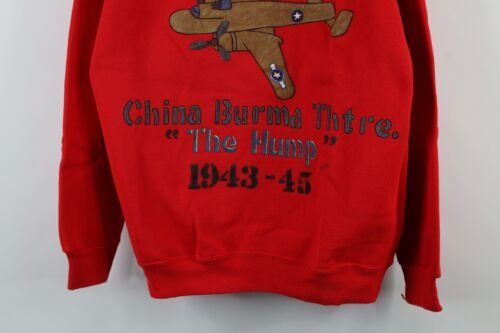 China Burma Thtre.
"The Hump"
1943-45